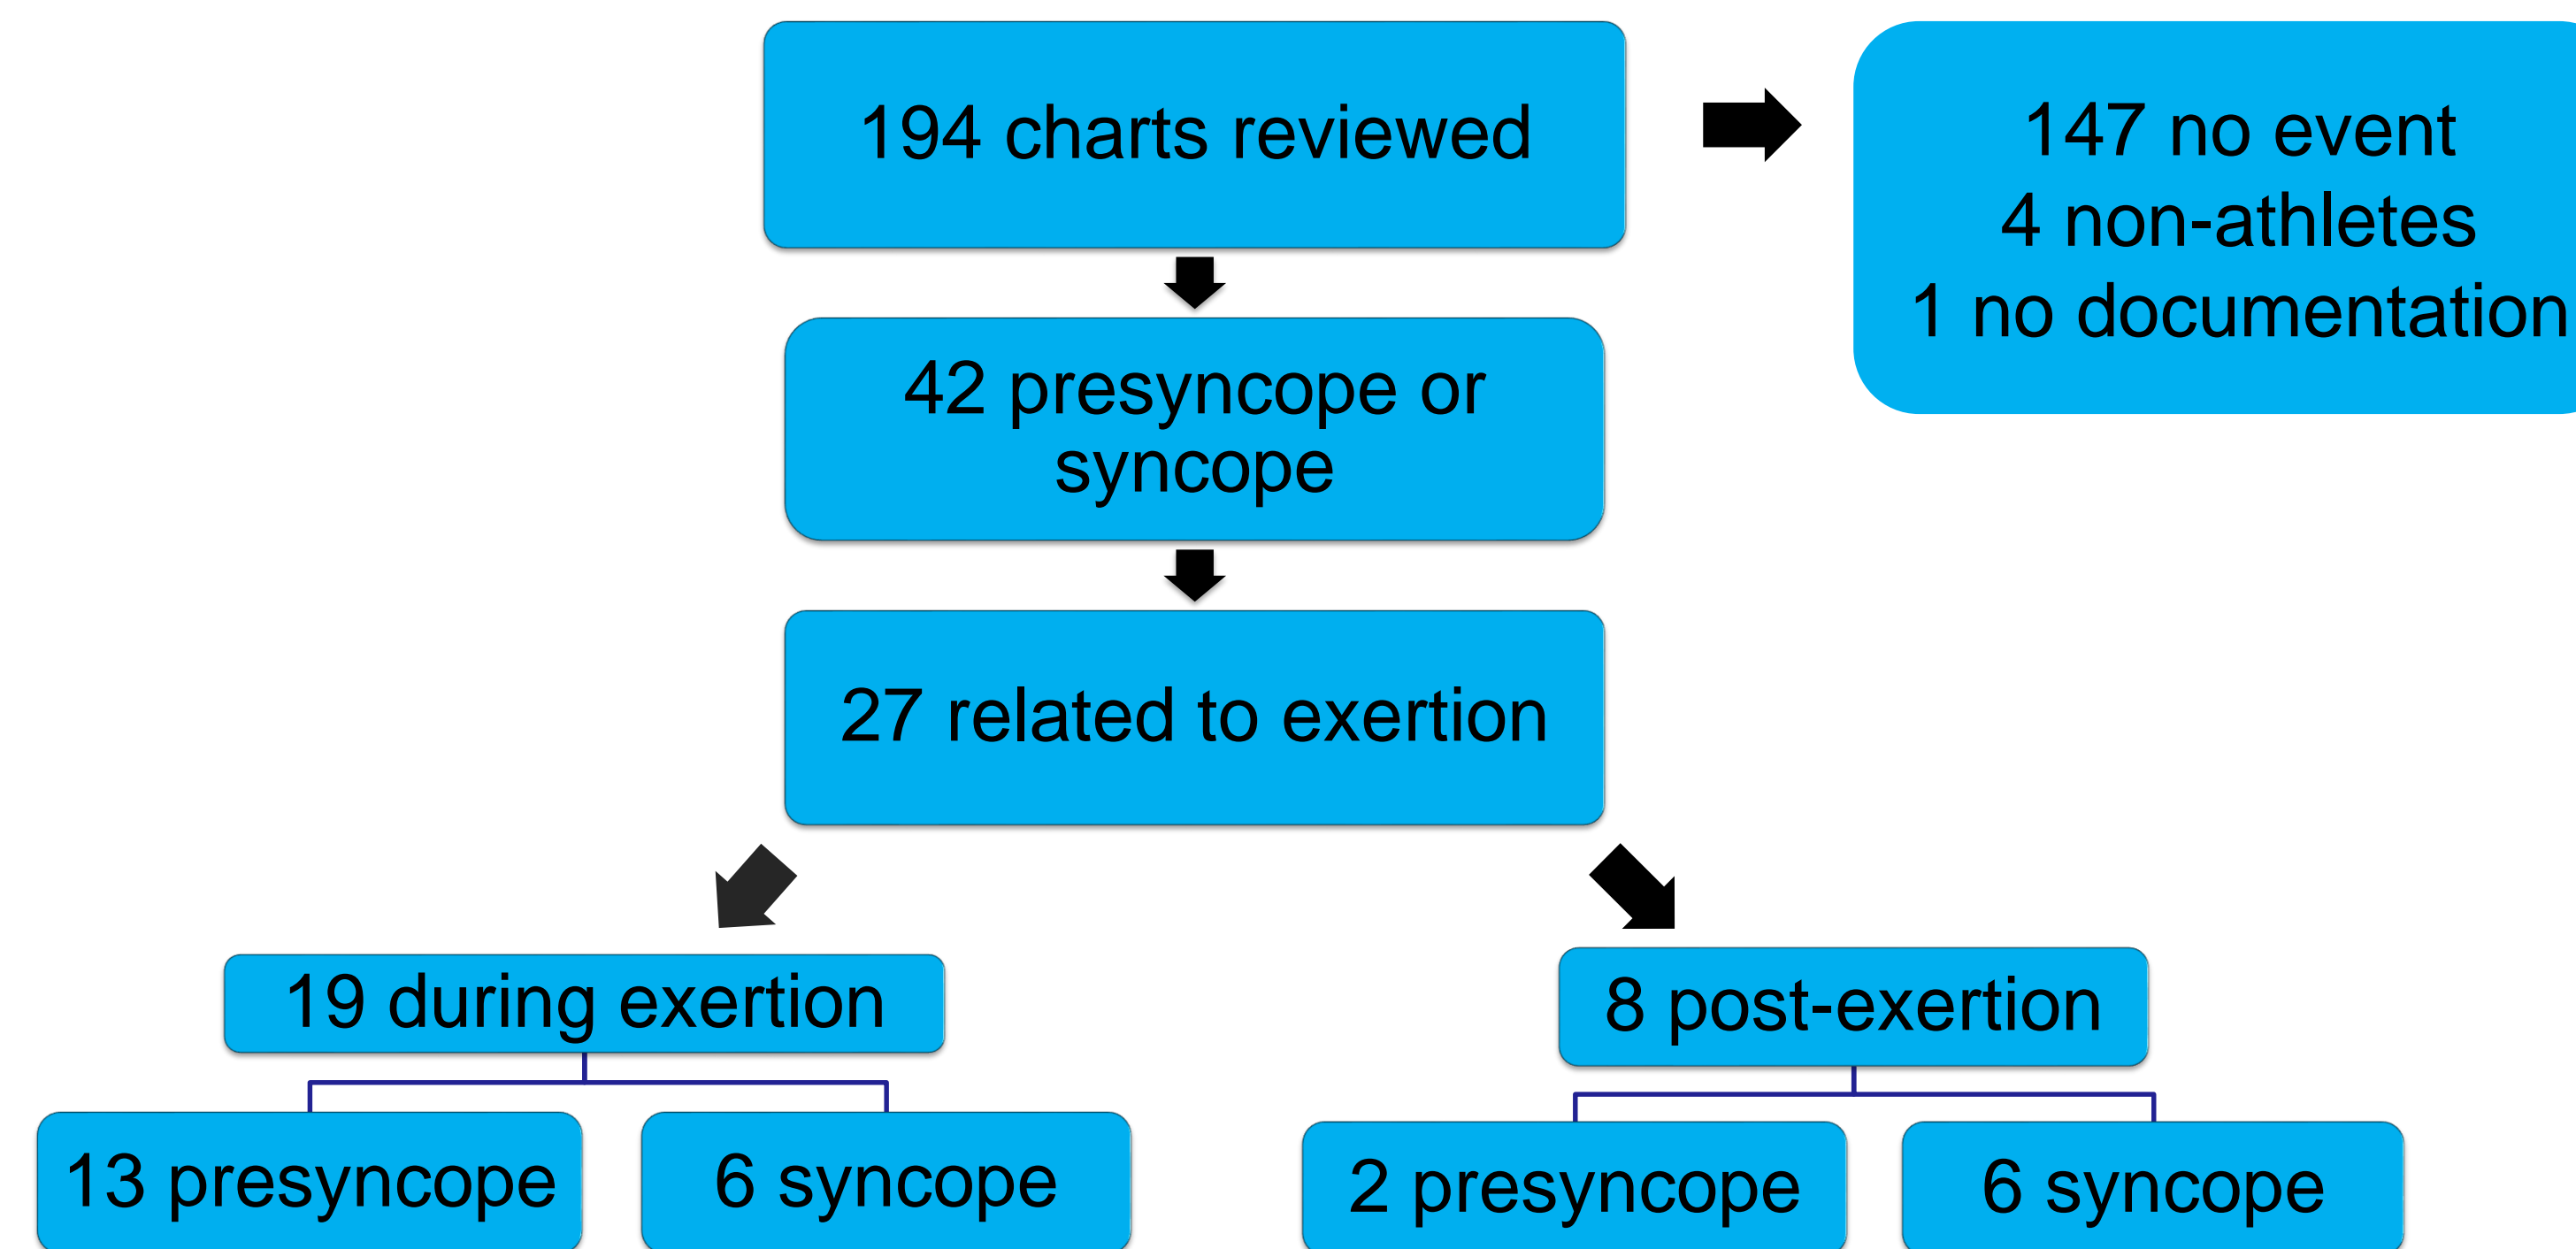 194 charts reviewed
147 no event
4 non-athletes
1 no documentation
42 presyncope or
syncope
27 related to exertion
19 during exertion
8 post-exertion
13 presyncope
6 syncope
2 presyncope
6 syncope